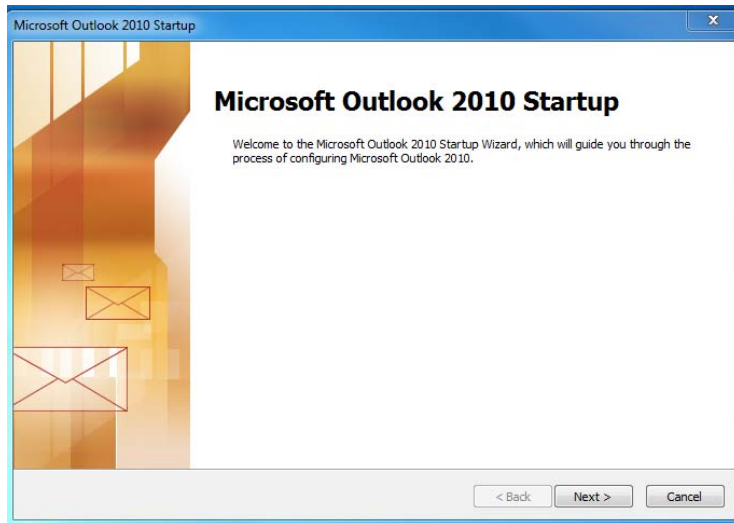 Microsoft Outlook 2010 Startup
X
Microsoft Outlook 2010 Startup
Welcome to the Microsoft Outlook 2010 Startup Wizard, which will guide you through the
process of configuring Microsoft Outlook 2010.
< Back Next > Cancel